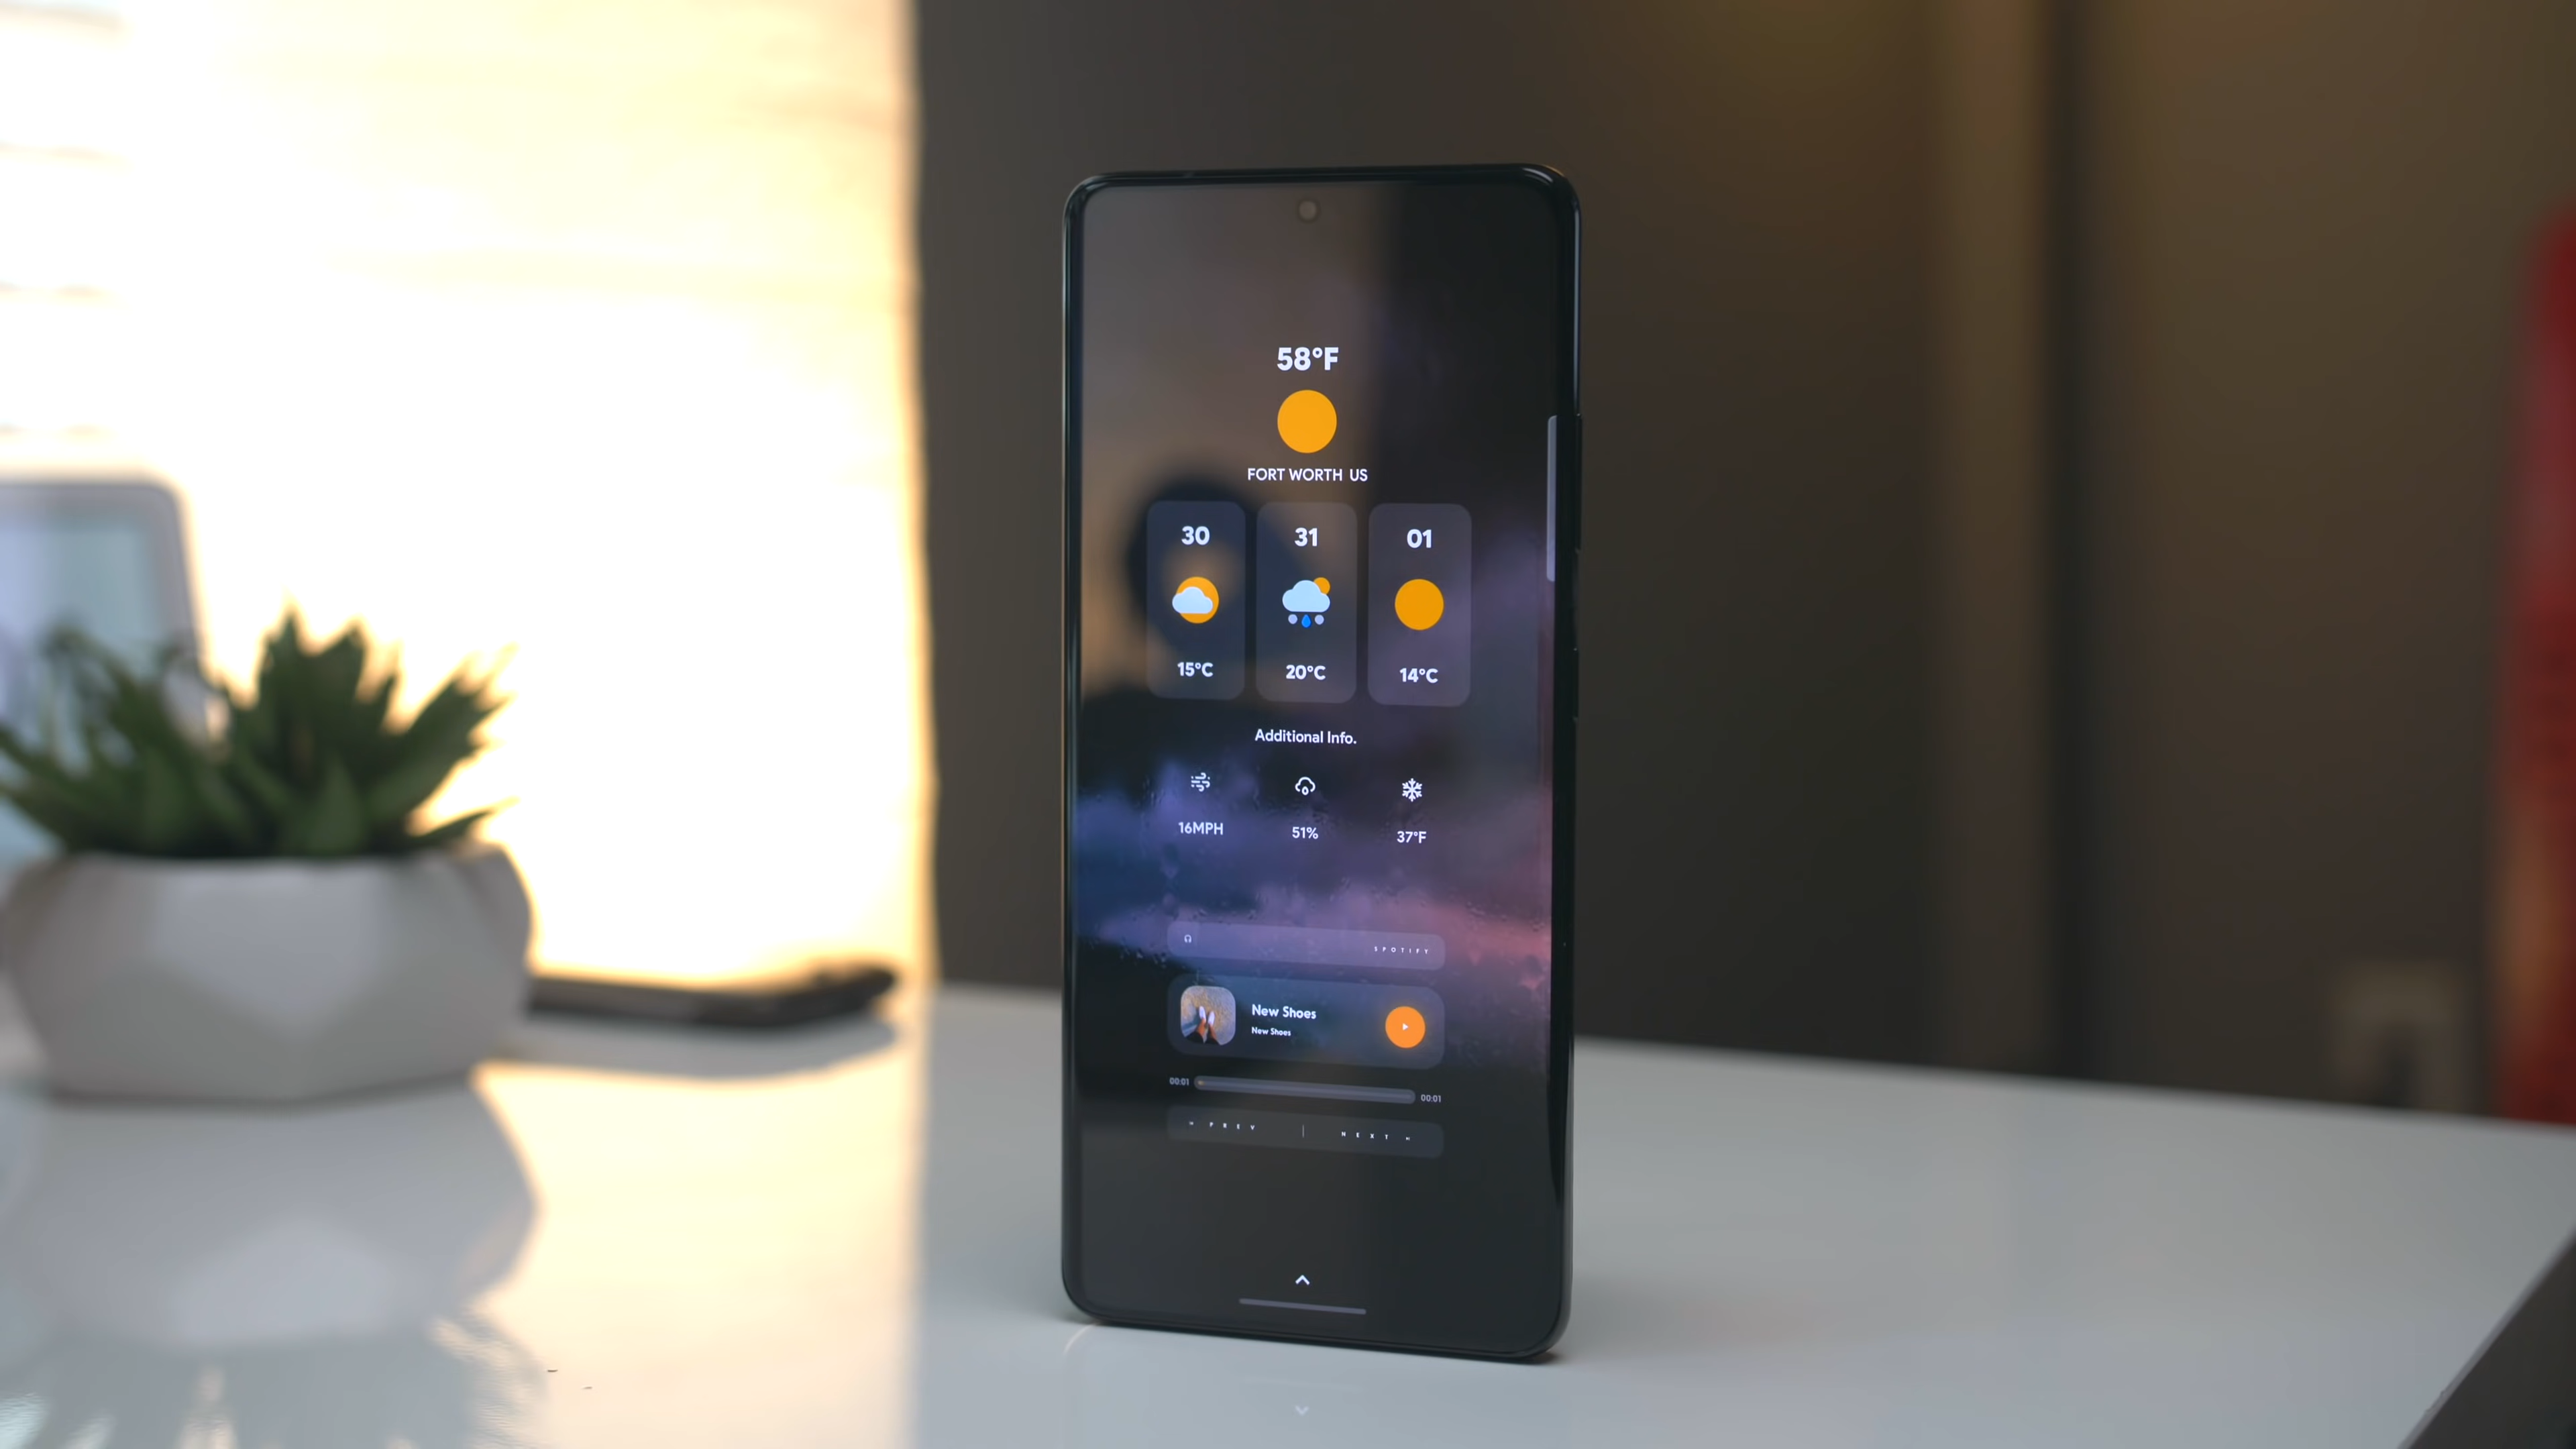 58°F
FORT WORTH US
30 31 01
15°C 20°C 14°C
Additional Info.
16MPH 51% 37°F
SPOTIFY
New Shoes
New Shoes
00:01 00:01
PREV | NEXT